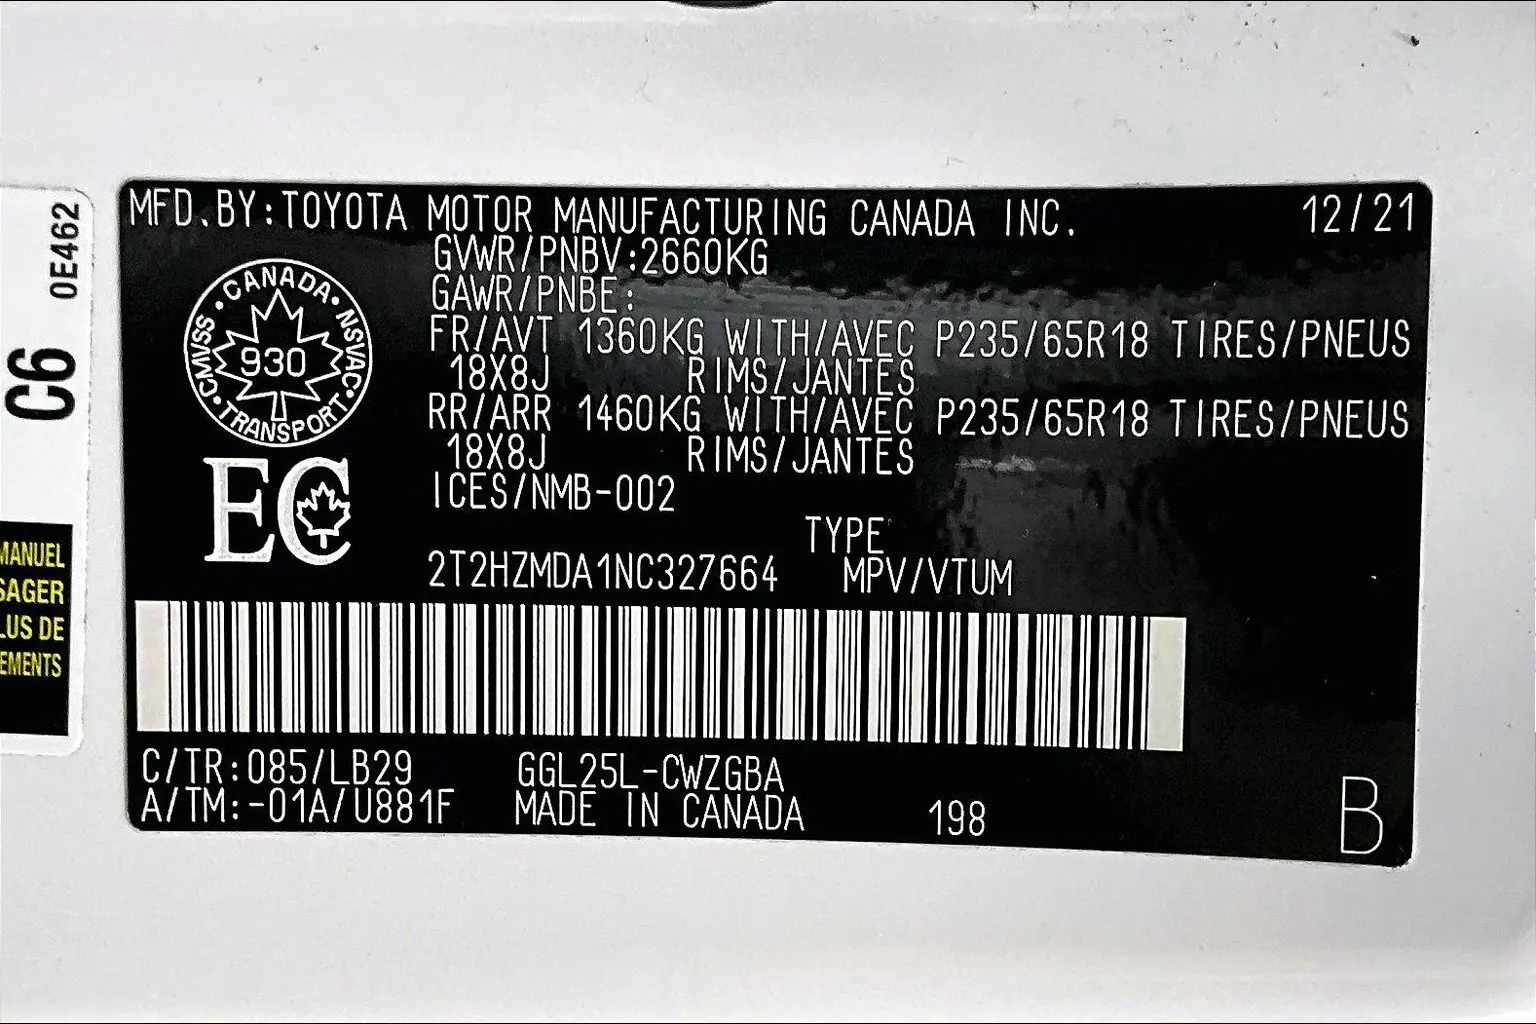 MFD.BY:TOYOTA MOTOR MANUFACTURING CANADA INC. 12/21
GVWR/PNBV:2660KG
GAWR/PNBE:
FR/AVT 1360KG WITH/AVEC P235/65R18 TIRES/PNEUS
18X8J RIMS/JANTES
RR/ARR 1460KG WITH/AVEC P235/65R18 TIRES/PNEUS
18X8J RIMS/JANTES
ICES/NMB-002
TYPE
2T2HZMDA1NC327664 MPV/VTUM
C/TR:085/LB29 GGL25L-CWZGBA
A/TM:-01A/U881F MADE IN CANADA 198 B
CANADA
CMVSS 930 NSVAC
TRANSPORT
EC
C6 0E462
MANUEL
SAGER
LUS DE
EMENTS